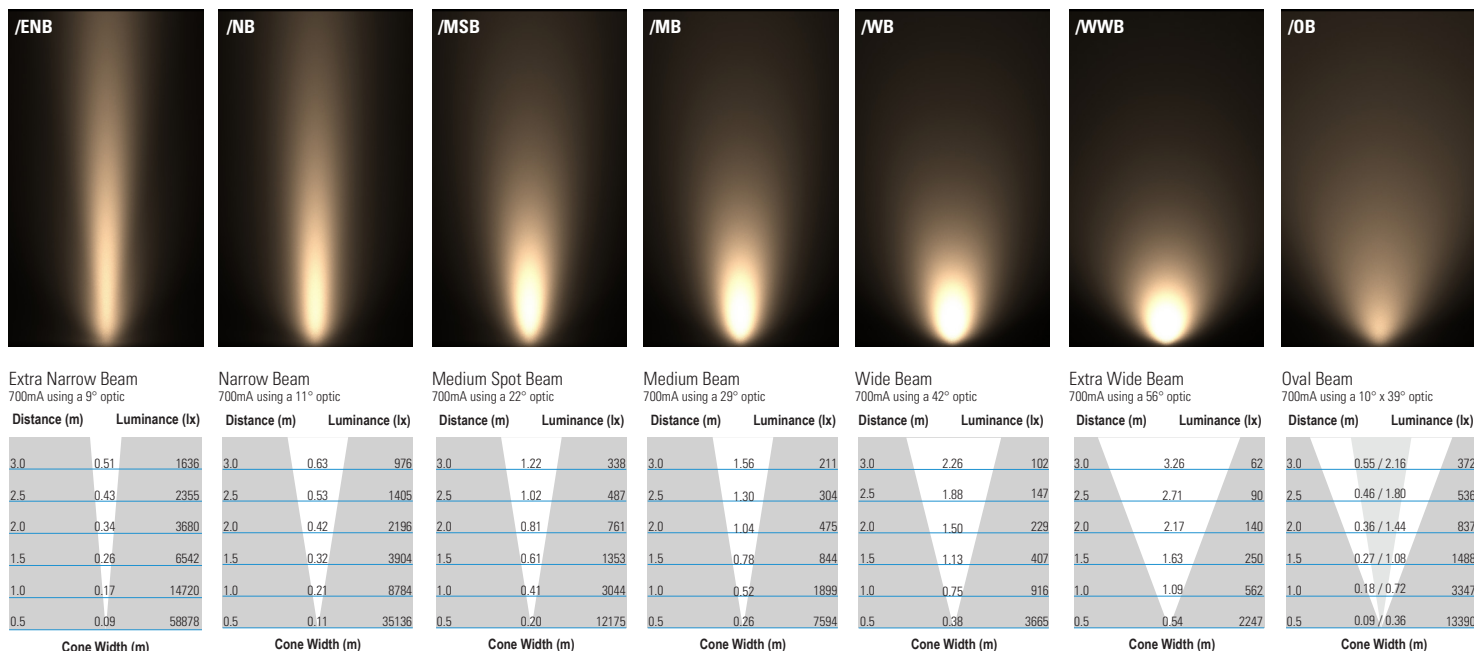 /ENB
/NB
/MSB
/MB
/WB
/WWB
/OB
Extra Narrow Beam
700mA using a 9° optic
Distance (m) Luminance (lx)
3.0 0.51 1636
2.5 0.43 2355
2.0 0.34 3680
1.5 0.26 6542
1.0 0.17 14720
0.5 0.09 58878
Cone Width (m)
Narrow Beam
700mA using a 11° optic
Distance (m) Luminance (lx)
3.0 0.63 976
2.5 0.53 1405
2.0 0.42 2196
1.5 0.32 3904
1.0 0.21 8784
0.5 0.11 35136
Cone Width (m)
Medium Spot Beam
700mA using a 22° optic
Distance (m) Luminance (lx)
3.0 1.22 338
2.5 1.02 487
2.0 0.81 761
1.5 0.61 1353
1.0 0.41 3044
0.5 0.20 12175
Cone Width (m)
Medium Beam
700mA using a 29° optic
Distance (m) Luminance (lx)
3.0 1.56 211
2.5 1.30 304
2.0 1.04 475
1.5 0.78 844
1.0 0.52 1899
0.5 0.26 7594
Cone Width (m)
Wide Beam
700mA using a 42° optic
Distance (m) Luminance (lx)
3.0 2.26 102
2.5 1.88 147
2.0 1.50 229
1.5 1.13 407
1.0 0.75 916
0.5 0.38 3665
Cone Width (m)
Extra Wide Beam
700mA using a 56° optic
Distance (m) Luminance (lx)
3.0 3.26 62
2.5 2.71 90
2.0 2.17 140
1.5 1.63 250
1.0 1.09 562
0.5 0.54 2247
Cone Width (m)
Oval Beam
700mA using a 10° x 39° optic
Distance (m) Luminance (lx)
3.0 0.55 / 2.16 372
2.5 0.46 / 1.80 536
2.0 0.36 / 1.44 837
1.5 0.27 / 1.08 1488
1.0 0.18 / 0.72 3347
0.5 0.09 / 0.36 13390
Cone Width (m)